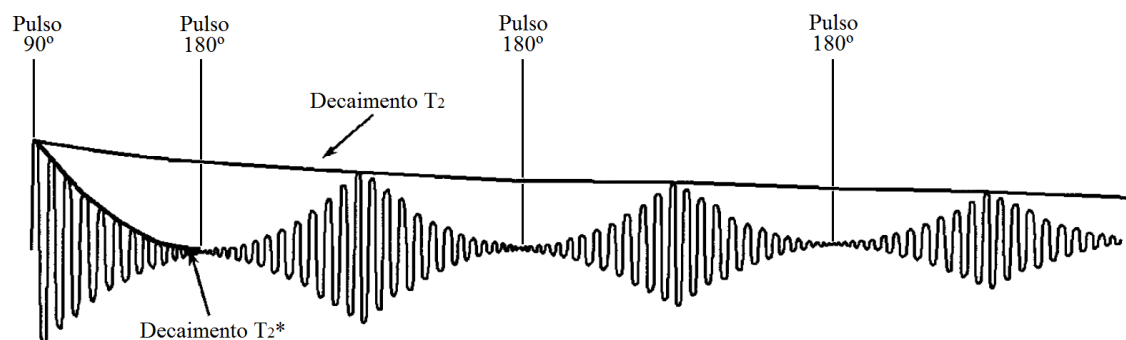 Pulso
90º
Pulso
180º
Pulso
180º
Pulso
180º
Decaimento T₂
Decaimento T₂*